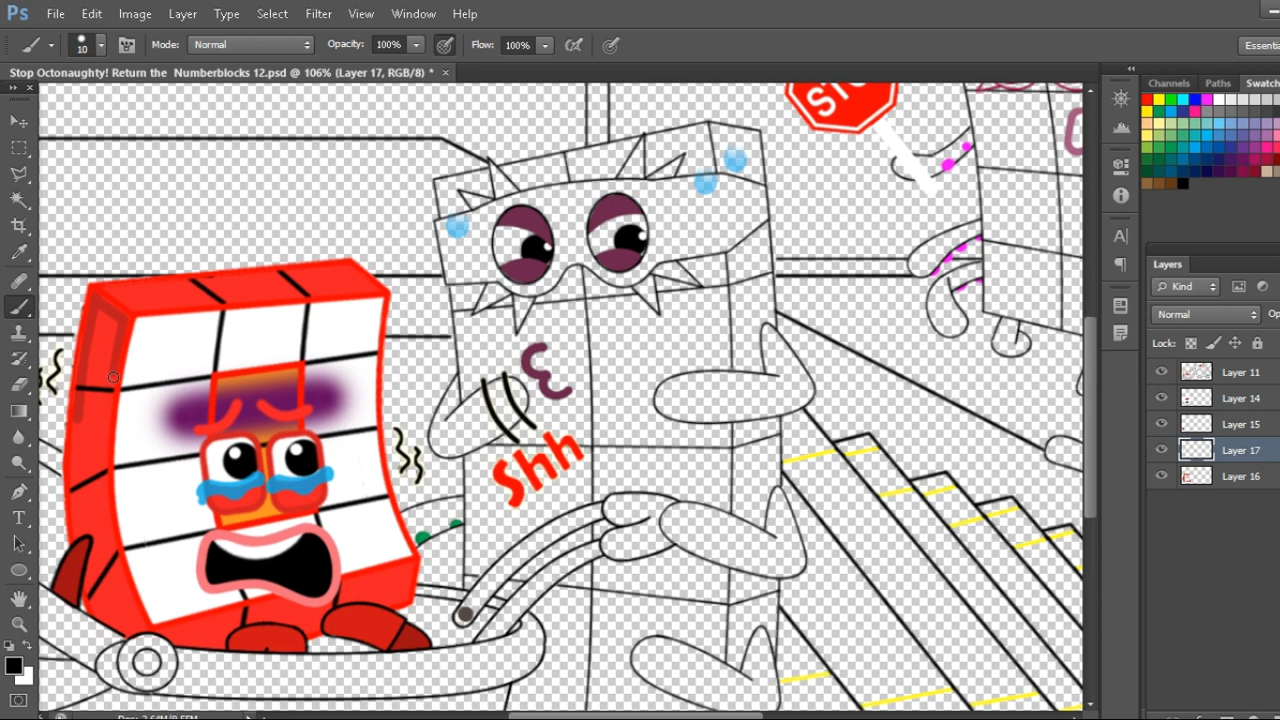 Ps File Edit Image Layer Type Select Filter View Window Help
10 Mode: Normal Opacity: 100% Flow: 100% Essenti
Stop Octonaughty! Return the Numberblocks 12.psd @ 106% (Layer 17, RGB/8) * ×
Channels Paths Swatch
STO
Layers
Kind
Normal Op
Lock:
Layer 11
Layer 14
Layer 15
Layer 17
Layer 16
Shh